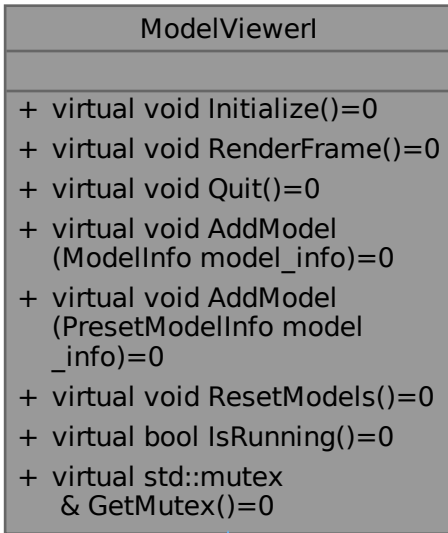 ModelViewerI
+ virtual void Initialize()=0
+ virtual void RenderFrame()=0
+ virtual void Quit()=0
+ virtual void AddModel
(ModelInfo model_info)=0
+ virtual void AddModel
(PresetModelInfo model
_info)=0
+ virtual void ResetModels()=0
+ virtual bool IsRunning()=0
+ virtual std::mutex
& GetMutex()=0